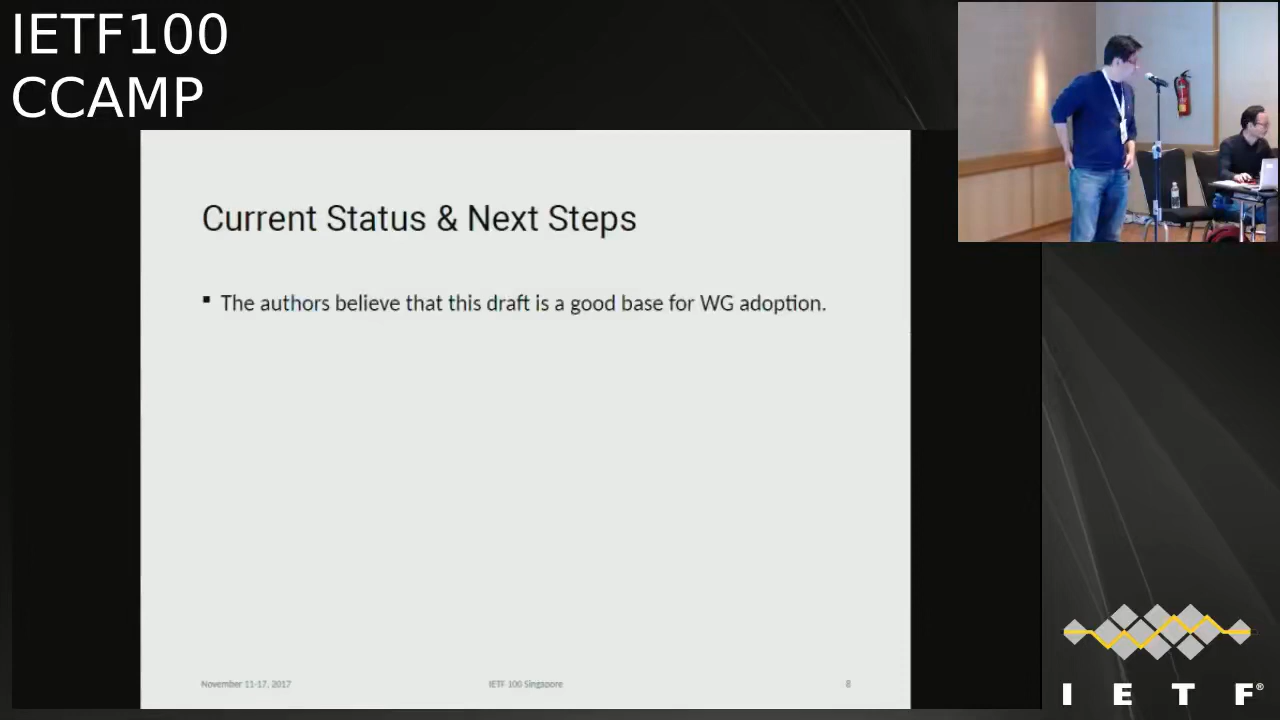 IETF100
CCAMP
Current Status & Next Steps
▪ The authors believe that this draft is a good base for WG adoption.
November 11-17, 2017
IETF 100 Singapore
8
I E T F®